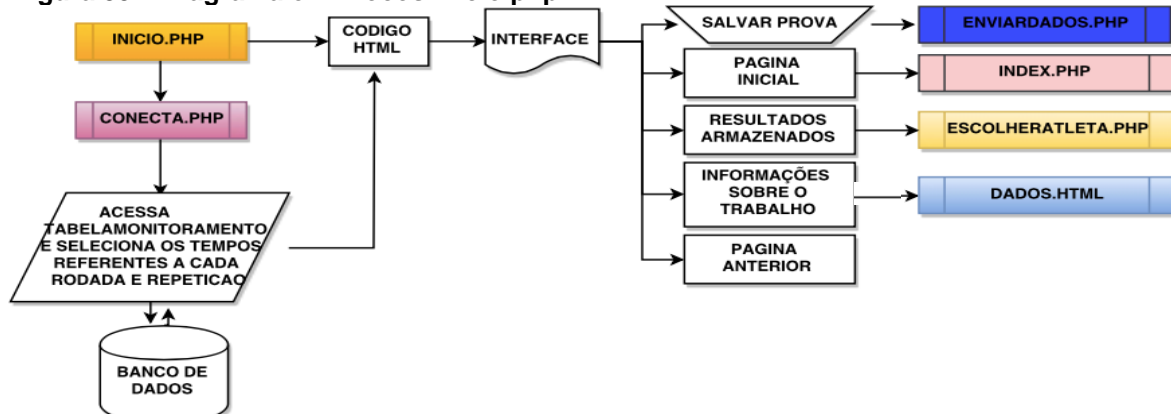 INICIO.PHP
CODIGO
HTML
INTERFACE
SALVAR PROVA
ENVIARDADOS.PHP
PAGINA
INICIAL
INDEX.PHP
CONECTA.PHP
RESULTADOS
ARMAZENADOS
ESCOLHERATLETA.PHP
INFORMAÇÕES
SOBRE O
TRABALHO
DADOS.HTML
PAGINA
ANTERIOR
ACESSA
TABELAMONITORAMENTO
E SELECIONA OS TEMPOS
REFERENTES A CADA
RODADA E REPETICAO
BANCO DE
DADOS